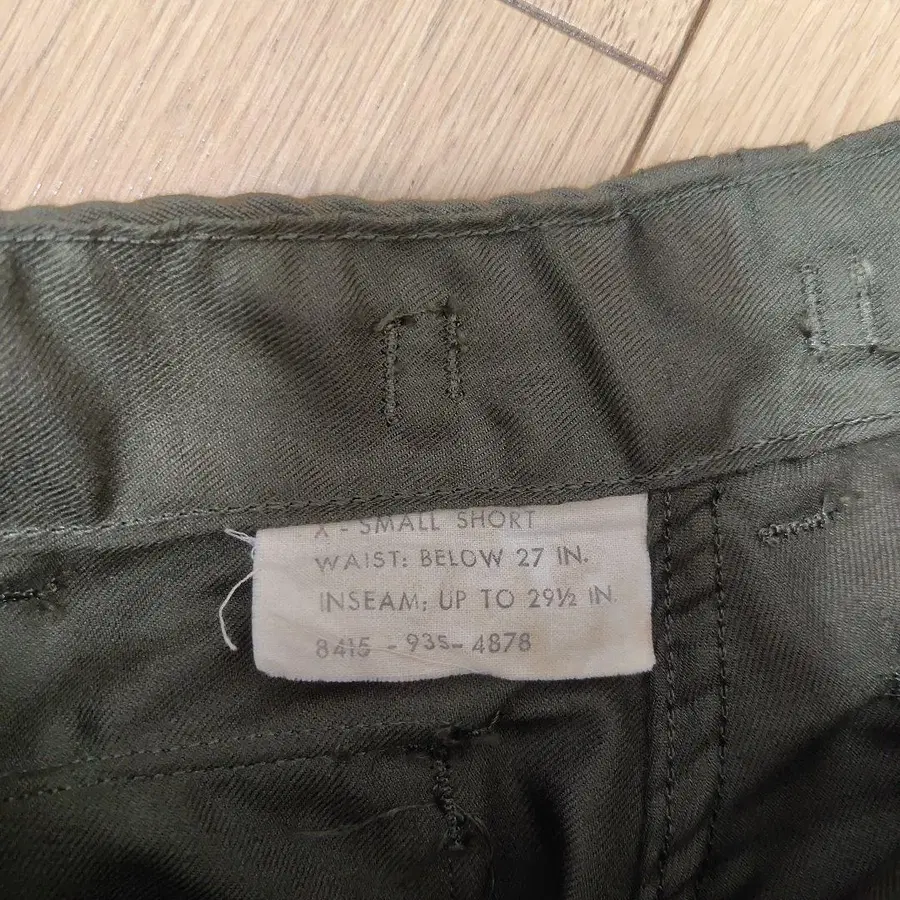 X - SMALL SHORT
WAIST: BELOW 27 IN.
INSEAM: UP TO 29½ IN.
8415 - 935-4878